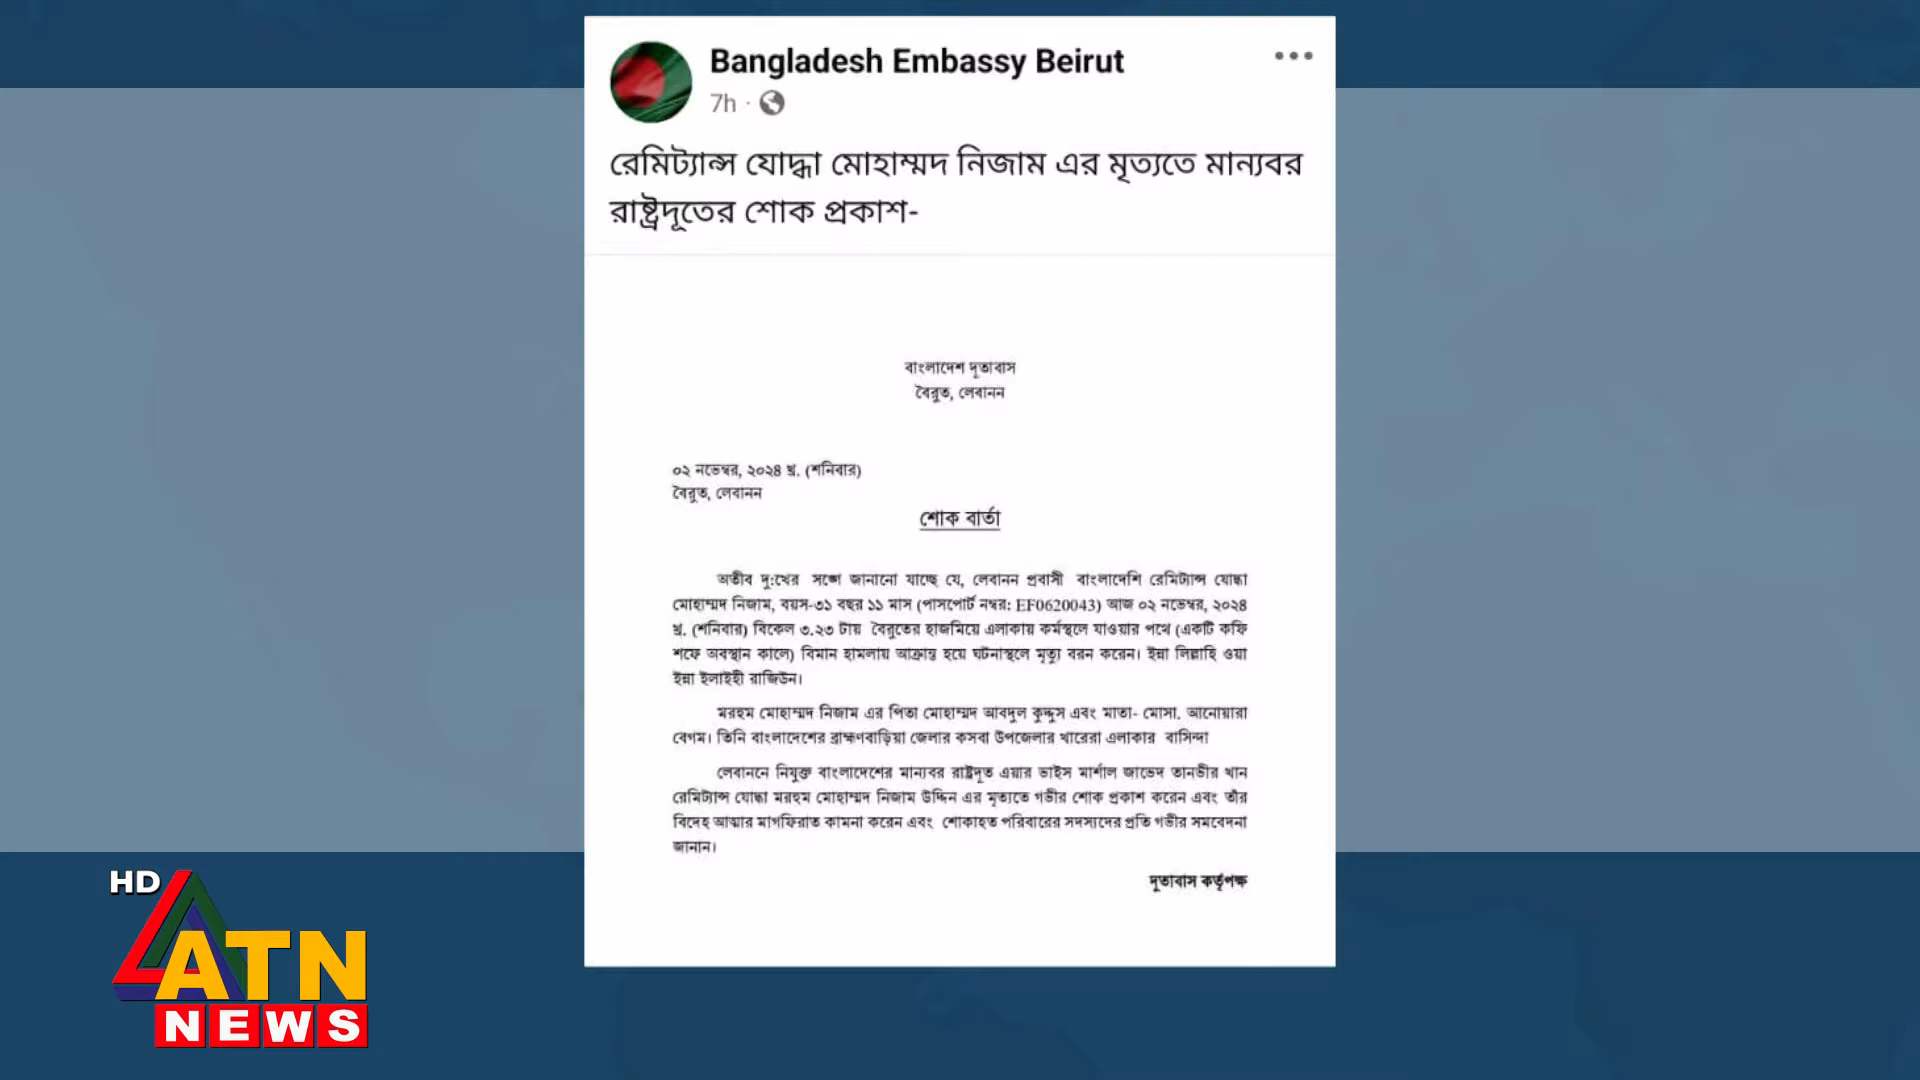 Bangladesh Embassy Beirut
7h ·
রেমিট্যান্স যোদ্ধা মোহাম্মদ নিজাম এর মৃত্যতে মান্যবর
রাষ্ট্রদূতের শোক প্রকাশ-
বাংলাদেশ দূতাবাস
বৈরুত, লেবানন
০২ নভেম্বর, ২০২৪ খ্র. (শনিবার)
বৈরুত, লেবানন
শোক বার্তা
অতীব দু:খের সঙ্গে জানানো যাচ্ছে যে, লেবানন প্রবাসী বাংলাদেশি রেমিট্যান্স যোদ্ধা
মোহাম্মদ নিজাম, বয়স-৩১ বছর ১১ মাস (পাসপোর্ট নম্বর: EF0620043) আজ ০২ নভেম্বর, ২০২৪
খ্র. (শনিবার) বিকেল ৩.২৩ টায় বৈরুতের হাজমিয়ে এলাকায় কর্মস্থলে যাওয়ার পথে (একটি কফি
শফে অবস্থান কালে) বিমান হামলায় আক্রান্ত হয়ে ঘটনাস্থলে মৃত্যু বরন করেন। ইন্না লিল্লাহি ওয়া
ইন্না ইলাইহী রাজিউন।
মরহুম মোহাম্মদ নিজাম এর পিতা মোহাম্মদ আবদুল কুদ্দুস এবং মাতা- মোসা. আনোয়ারা
বেগম। তিনি বাংলাদেশের ব্রাহ্মণবাড়িয়া জেলার কসবা উপজেলার খারেরা এলাকার বাসিন্দা
লেবাননে নিযুক্ত বাংলাদেশের মান্যবর রাষ্ট্রদূত এয়ার ভাইস মার্শাল জাভেদ তানভীর খান
রেমিট্যান্স যোদ্ধা মরহুম মোহাম্মদ নিজাম উদ্দিন এর মৃত্যতে গভীর শোক প্রকাশ করেন এবং তাঁর
বিদেহ আত্মার মাগফিরাত কামনা করেন এবং শোকাহত পরিবারের সদস্যদের প্রতি গভীর সমবেদনা
জানান।
দূতাবাস কর্তৃপক্ষ
HD
ATN
NEWS